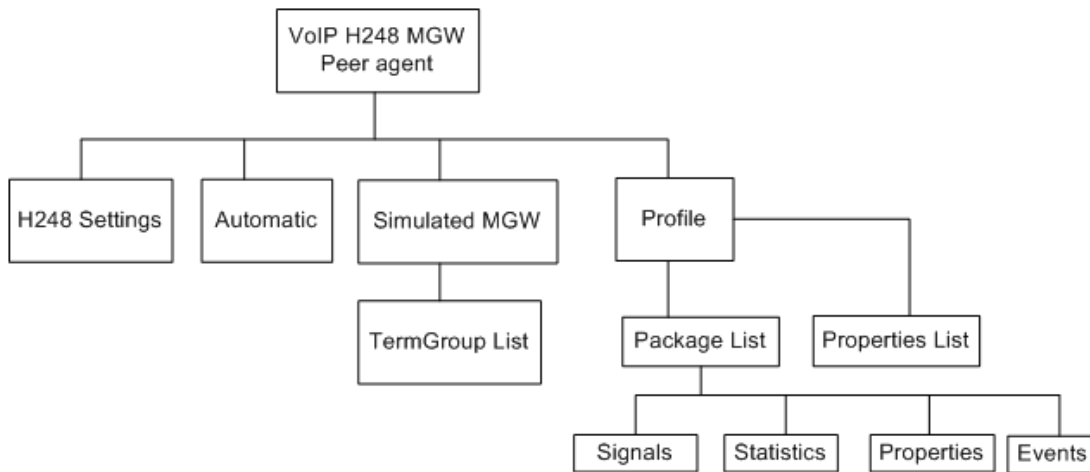 VoIP H248 MGW
Peer agent
H248 Settings
Automatic
Simulated MGW
Profile
TermGroup List
Package List
Properties List
Signals
Statistics
Properties
Events